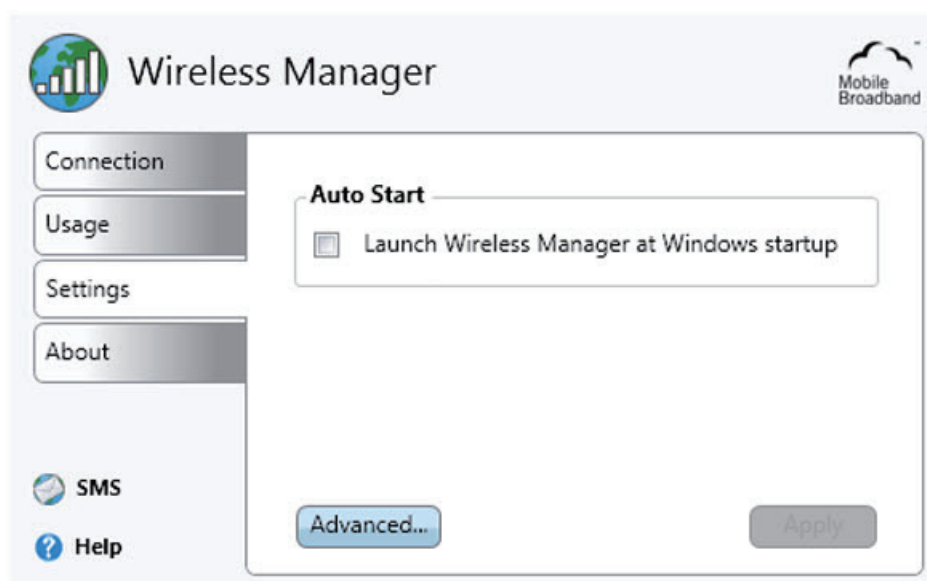 Wireless Manager
Mobile
Broadband
Connection
Usage
Settings
About
SMS
Help
Auto Start
Launch Wireless Manager at Windows startup
Advanced...
Apply